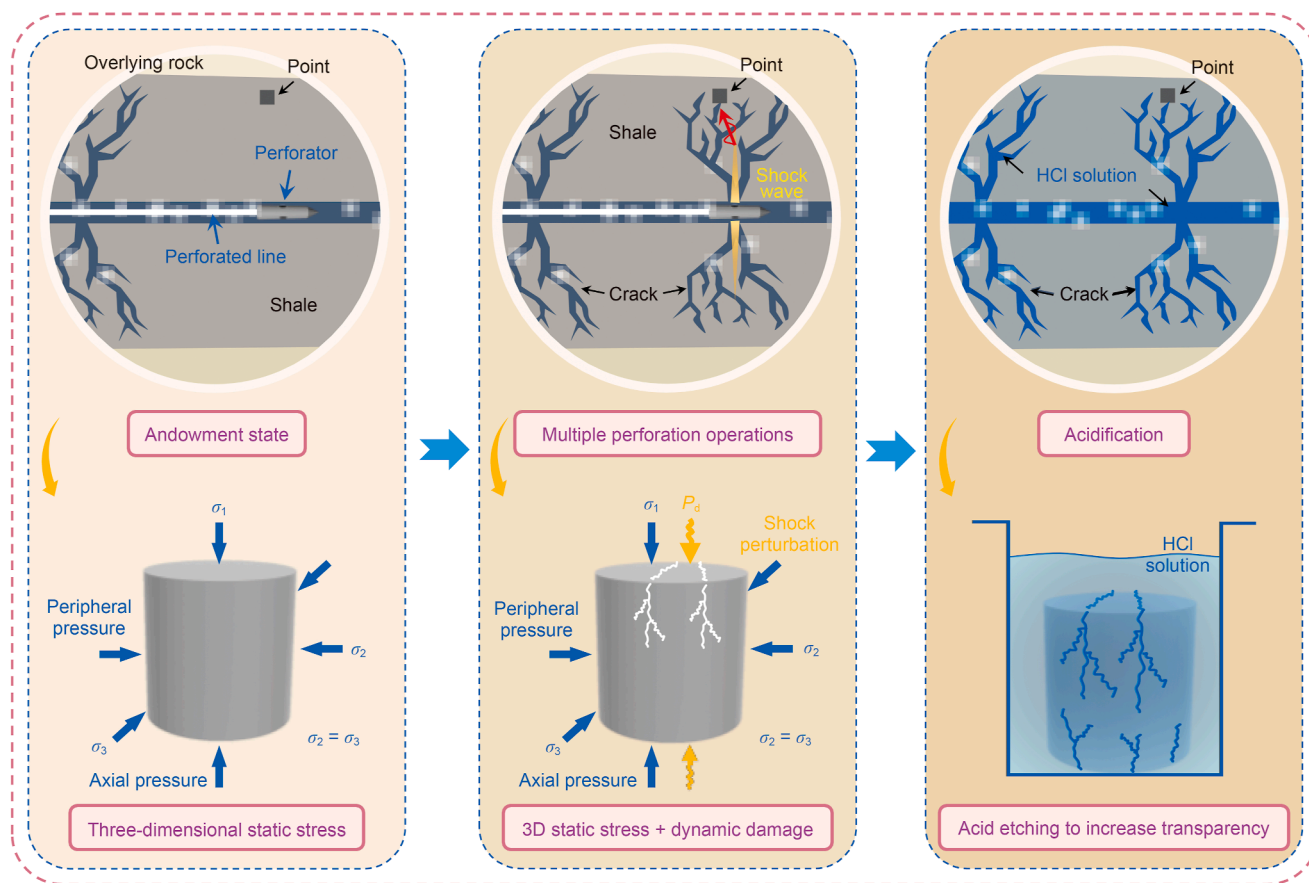 Overlying rock
Point
Perforator
Perforated line
Shale
Andowment state
σ1
Peripheral
pressure
σ2
σ3
σ2 = σ3
Axial pressure
Three-dimensional static stress
Point
Shale
Shock
wave
Crack
Multiple perforation operations
σ1
Pd
Shock
perturbation
Peripheral
pressure
σ2
σ3
σ2 = σ3
Axial pressure
3D static stress + dynamic damage
Point
HCl solution
Crack
Acidification
HCl
solution
Acid etching to increase transparency